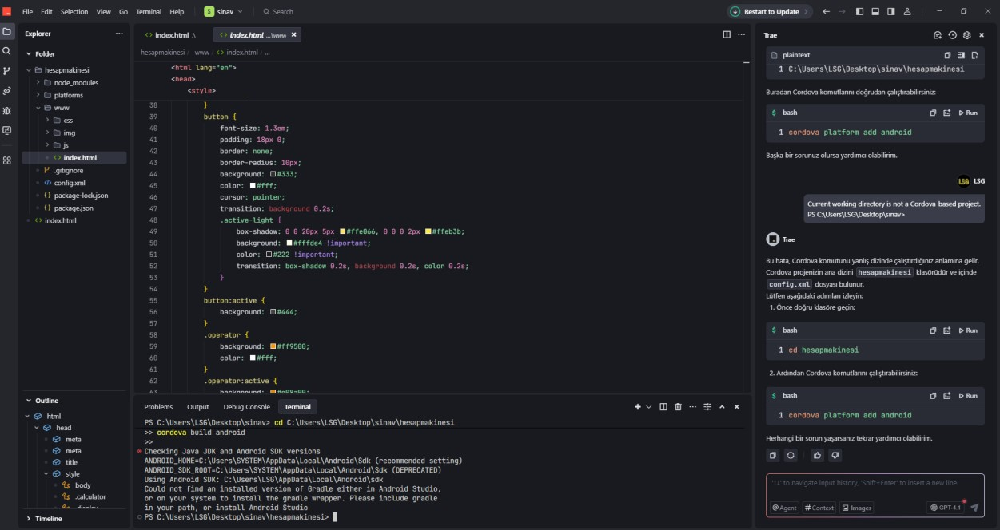 File Edit Selection View Go Terminal Help S sinav Search Restart to Update
Explorer
Folder
hesapmakinesi
node_modules
platforms
www
css
img
js
index.html
.gitignore
config.xml
package-lock.json
package.json
index.html
Outline
html
head
meta
meta
title
style
body
.calculator
.display
Timeline
index.html .\ index.html ...\www
hesapmakinesi www index.html ...
<html lang="en">
<head>
<style>
38 }
39 button {
40 font-size: 1.3em;
41 padding: 18px 0;
42 border: none;
43 border-radius: 10px;
44 background: #333;
45 color: #fff;
46 cursor: pointer;
47 transition: background 0.2s;
48 .active-light {
49 box-shadow: 0 0 20px 5px #ffe066, 0 0 0 2px #ffeb3b;
50 background: #fffde4 !important;
51 color: #222 !important;
52 transition: box-shadow 0.2s, background 0.2s, color 0.2s;
53 }
54 }
55 button:active {
56 background: #444;
57 }
58 .operator {
59 background: #ff9500;
60 color: #fff;
61 }
62 .operator:active {
63 background:
Problems Output Debug Console Terminal
PS C:\Users\LSG\Desktop\sinav> cd C:\Users\LSG\Desktop\sinav\hesapmakinesi
>> cordova build android
>>
Checking Java JDK and Android SDK versions
ANDROID_HOME=C:\Users\SYSTEM\AppData\Local\Android\Sdk (recommended setting)
ANDROID_SDK_ROOT=C:\Users\SYSTEM\AppData\Local\Android\Sdk (DEPRECATED)
Using Android SDK: C:\Users\LSG\AppData\Local\Android\sdk
Could not find an installed version of Gradle either in Android Studio,
or on your system to install the gradle wrapper. Please include gradle
in your path, or install Android Studio
PS C:\Users\LSG\Desktop\sinav\hesapmakinesi>
Trae
plaintext
1 C:\Users\LSG\Desktop\sinav\hesapmakinesi
Buradan Cordova komutlarını doğrudan çalıştırabilirsiniz:
$ bash Run
1 cordova platform add android
Başka bir sorunuz olursa yardımcı olabilirim.
LSG LSG
Current working directory is not a Cordova-based project.
PS C:\Users\LSG\Desktop\sinav>
Trae
Bu hata, Cordova komutunu yanlış dizinde çalıştırdığınız anlamına gelir.
Cordova projenizin ana dizini hesapmakinesi klasörüdür ve içinde
config.xml dosyası bulunur.
Lütfen aşağıdaki adımları izleyin:
1. Önce doğru klasöre geçin:
$ bash Run
1 cd hesapmakinesi
2. Ardından Cordova komutlarını çalıştırabilirsiniz:
$ bash Run
1 cordova platform add android
Herhangi bir sorun yaşarsanız tekrar yardımcı olabilirim.
'↑↓' to navigate input history, 'Shift+Enter' to insert a new line.
@Agent #Context Images GPT-4.1